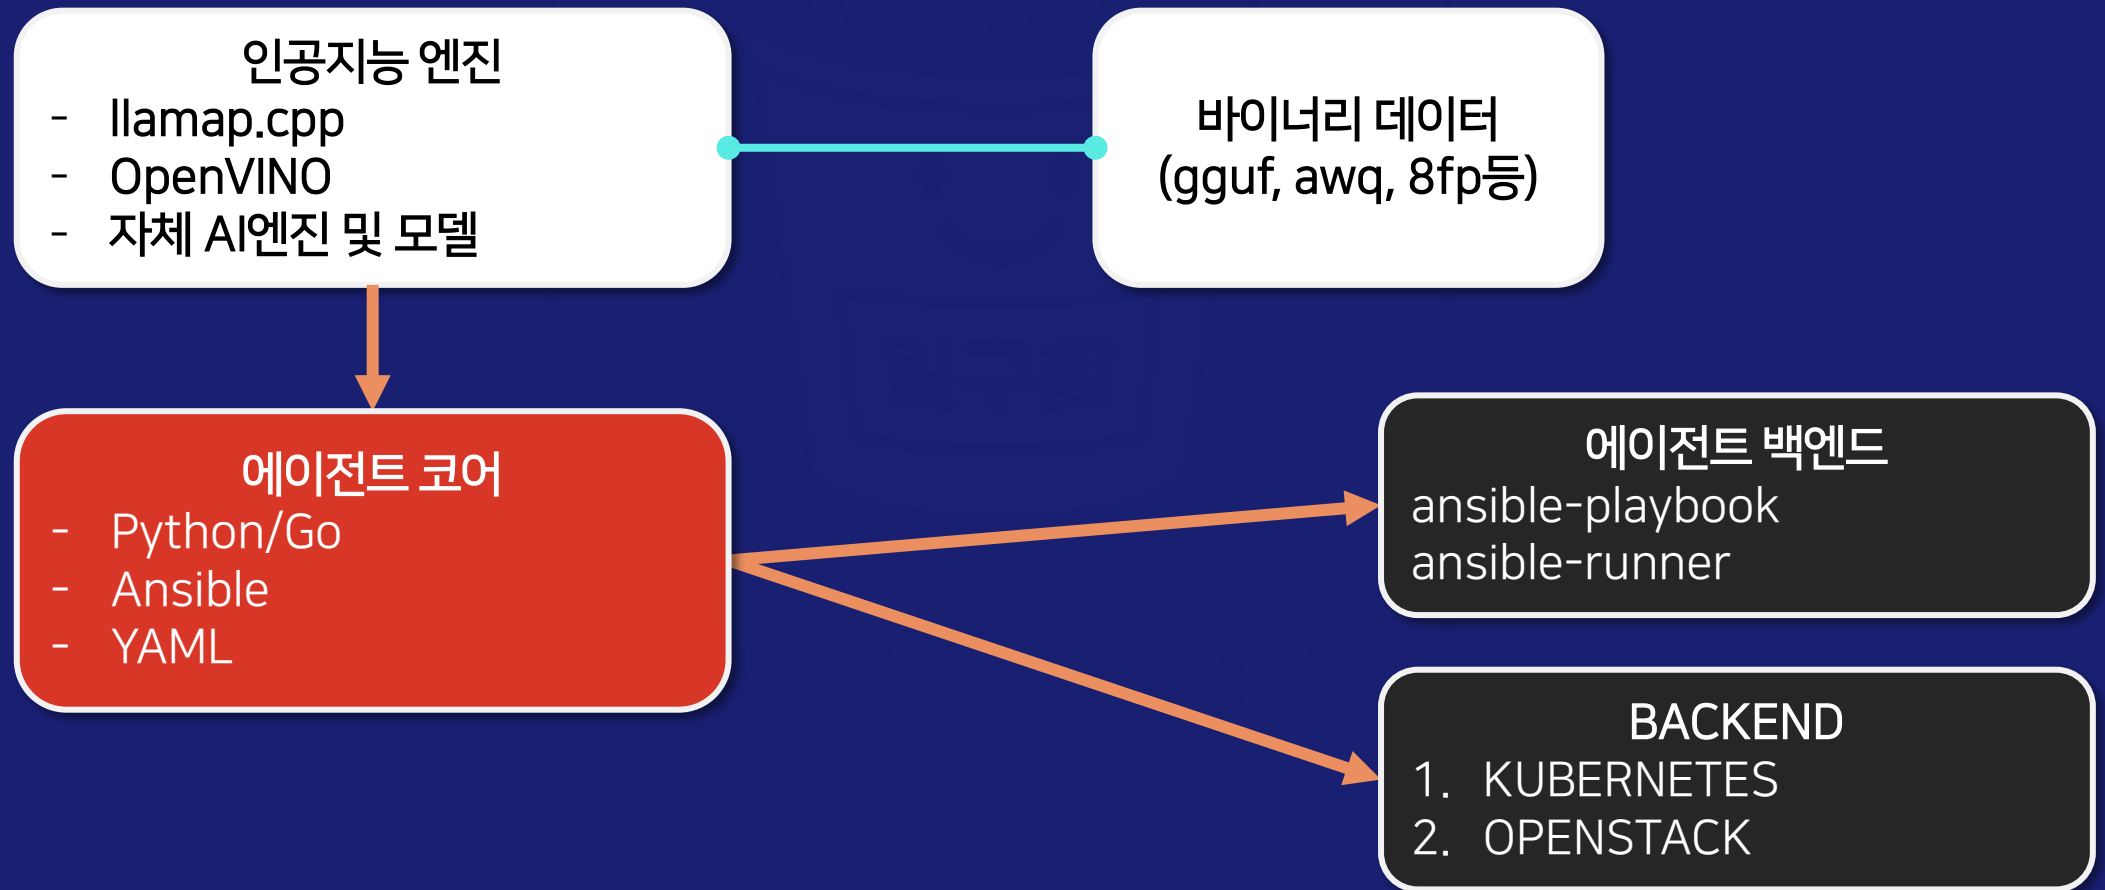 인공지능 엔진
- llamap.cpp
- OpenVINO
- 자체 AI엔진 및 모델
바이너리 데이터
(gguf, awq, 8fp등)
일구함
에이전트 코어
- Python/Go
- Ansible
- YAML
에이전트 백엔드
ansible-playbook
ansible-runner
BACKEND
1. KUBERNETES
2. OPENSTACK